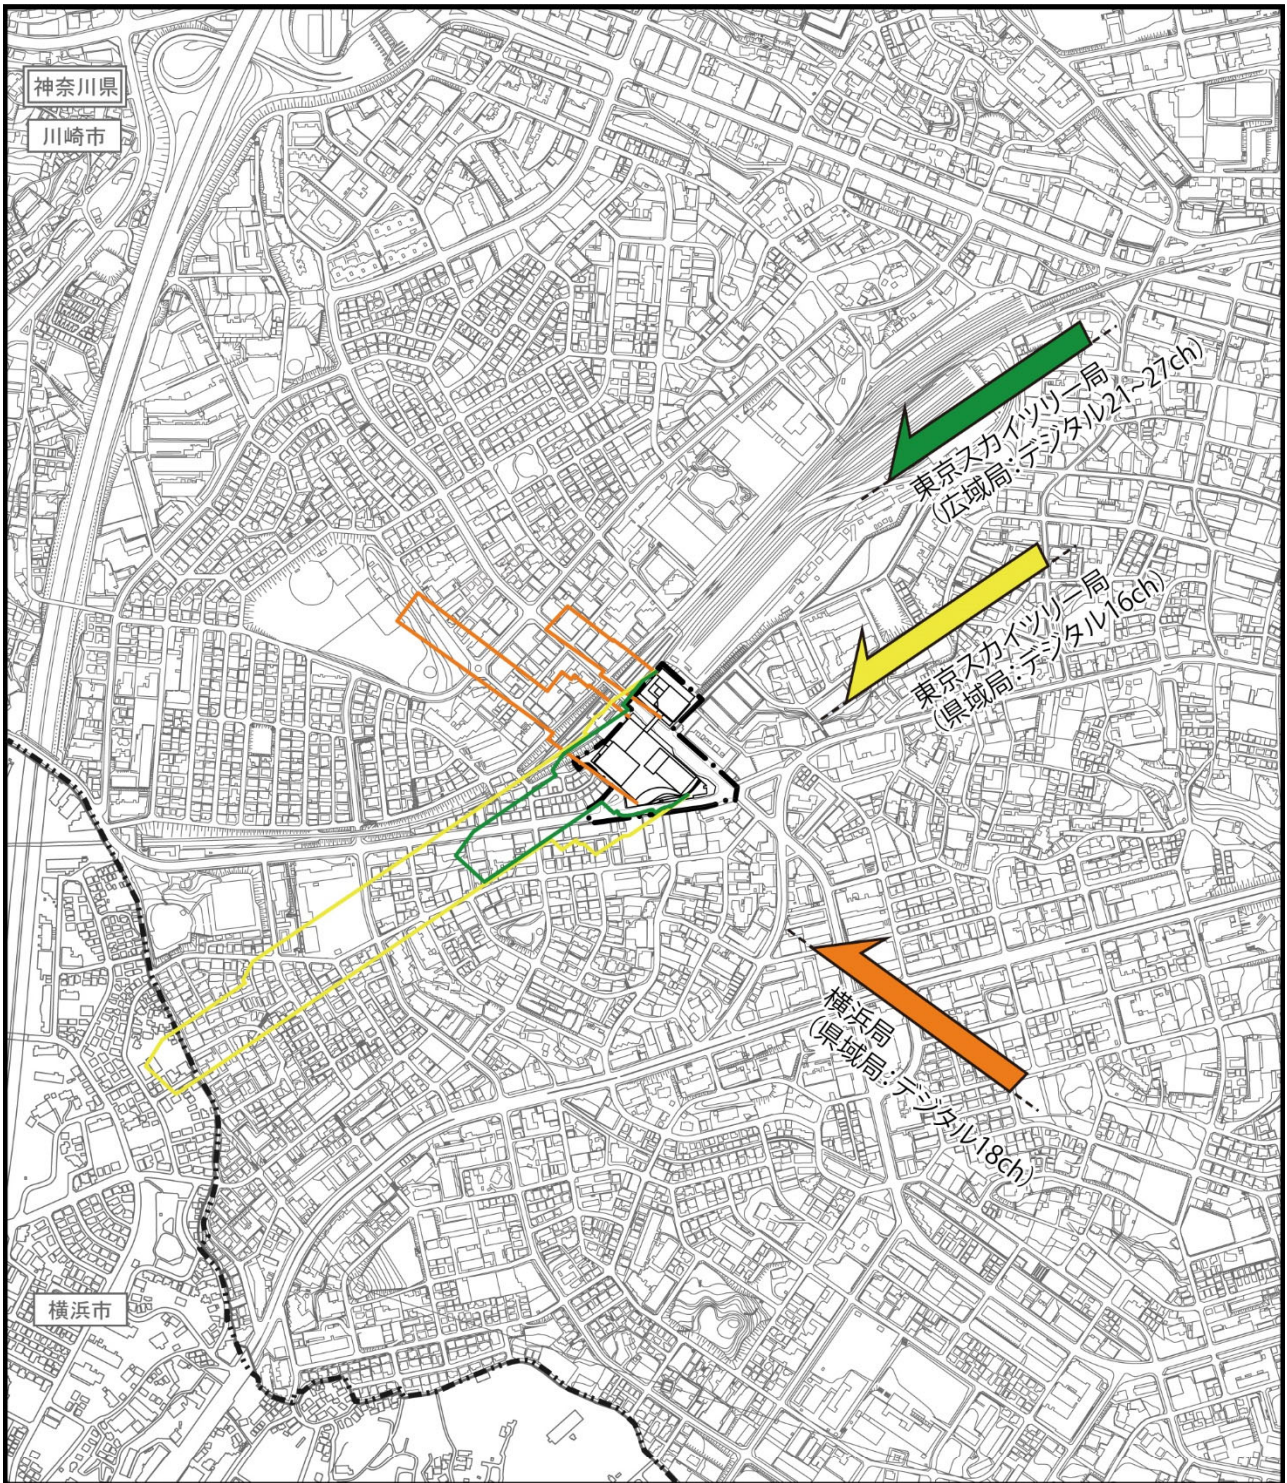 神奈川県
川崎市
東京スカイツリー局
（広域局：デジタル21~27ch）
東京スカイツリー局
（県域局：デジタル16ch）
横浜局
（県域局：デジタル18ch）
横浜市